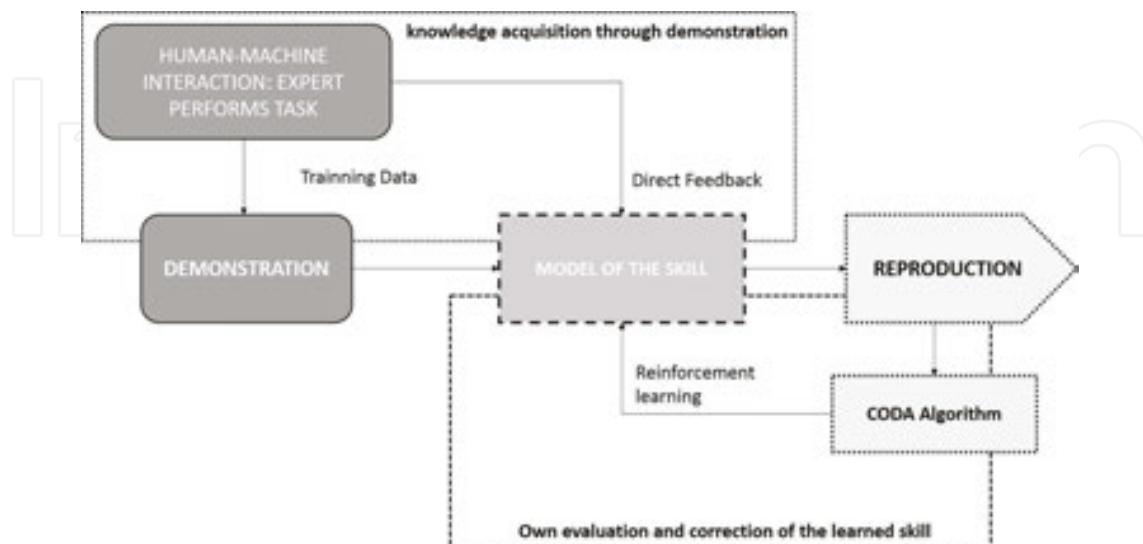 knowledge acquisition through demonstration
HUMAN-MACHINE
INTERACTION: EXPERT
PERFORMS TASK
Trainning Data
Direct Feedback
DEMONSTRATION
MODEL OF THE SKILL
REPRODUCTION
Reinforcement
learning
CODA Algorithm
Own evaluation and correction of the learned skill